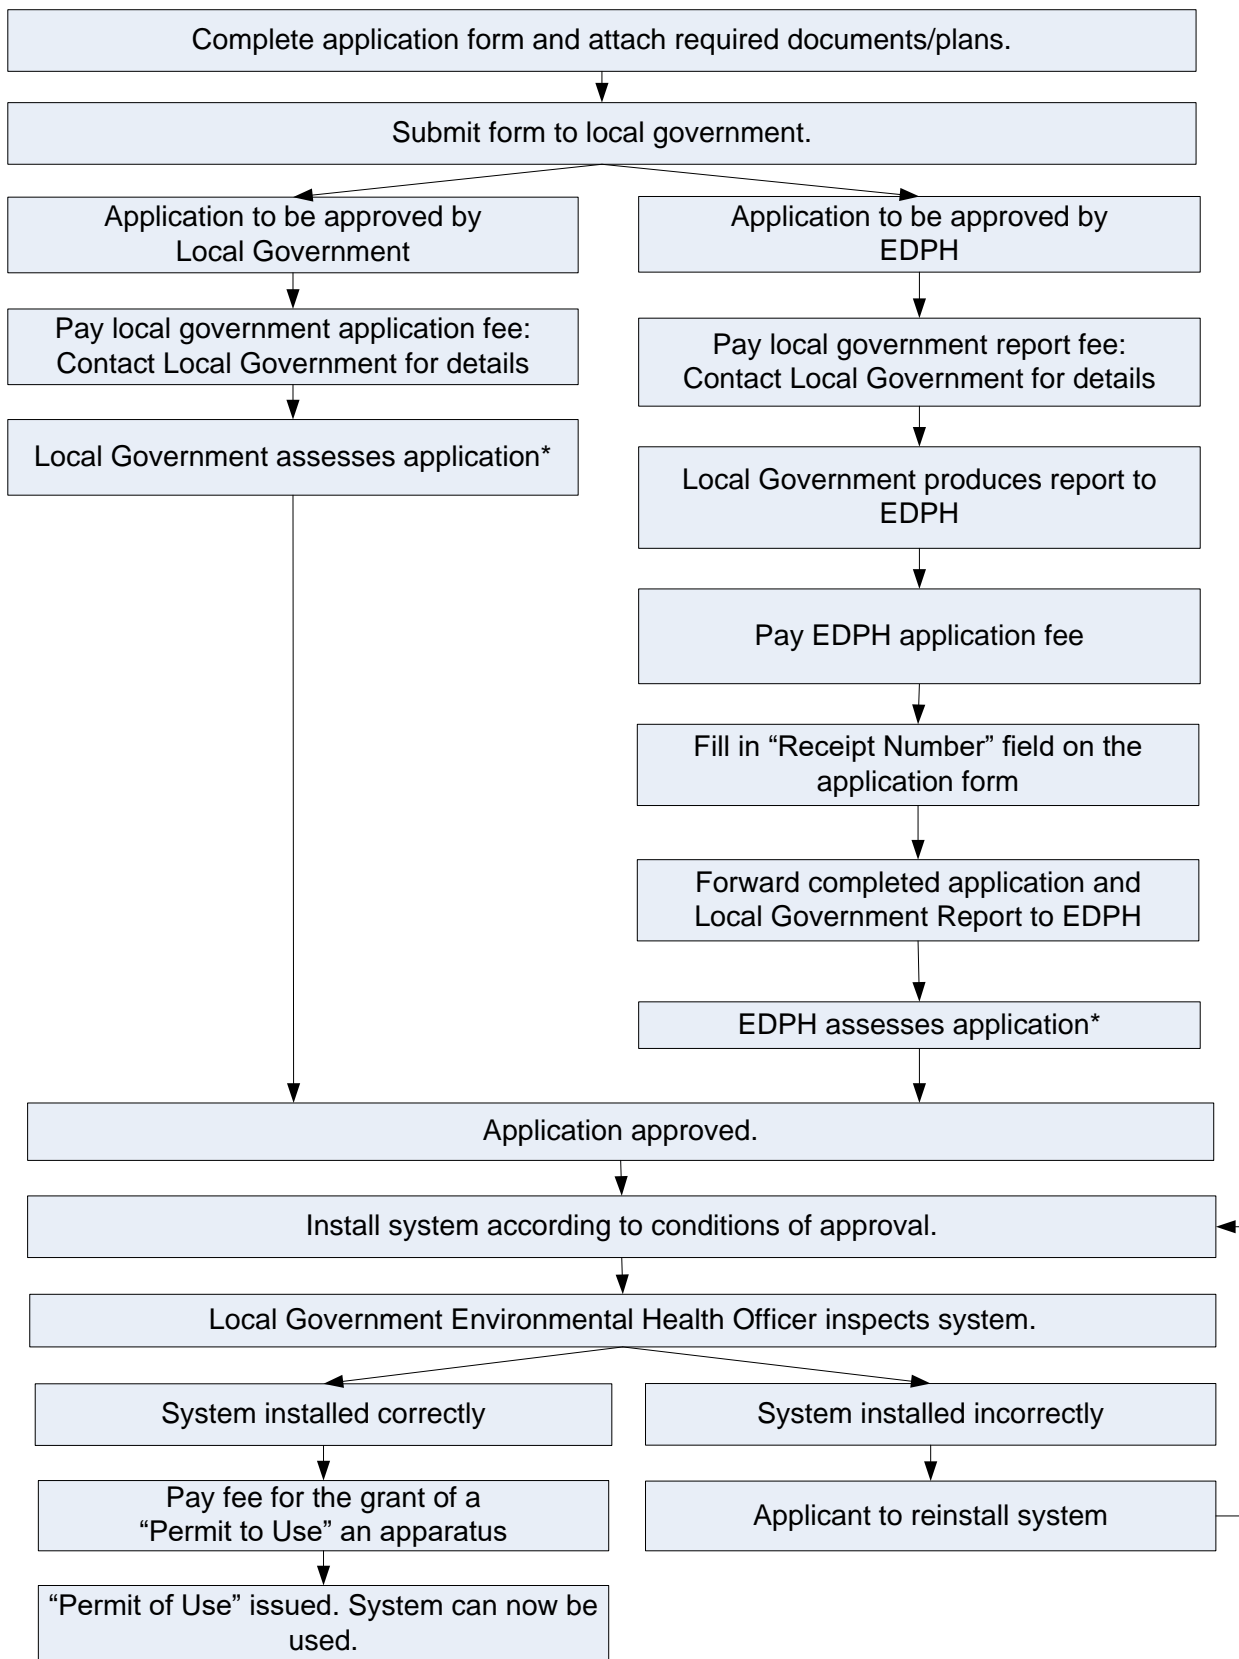 Complete application form and attach required documents/plans.
Submit form to local government.
Application to be approved by
Local Government
Pay local government application fee:
Contact Local Government for details
Local Government assesses application*
Application to be approved by
EDPH
Pay local government report fee:
Contact Local Government for details
Local Government produces report to
EDPH
Pay EDPH application fee
Fill in “Receipt Number” field on the
application form
Forward completed application and
Local Government Report to EDPH
EDPH assesses application*
Application approved.
Install system according to conditions of approval.
Local Government Environmental Health Officer inspects system.
System installed correctly
Pay fee for the grant of a
“Permit to Use” an apparatus
“Permit of Use” issued. System can now be
used.
System installed incorrectly
Applicant to reinstall system